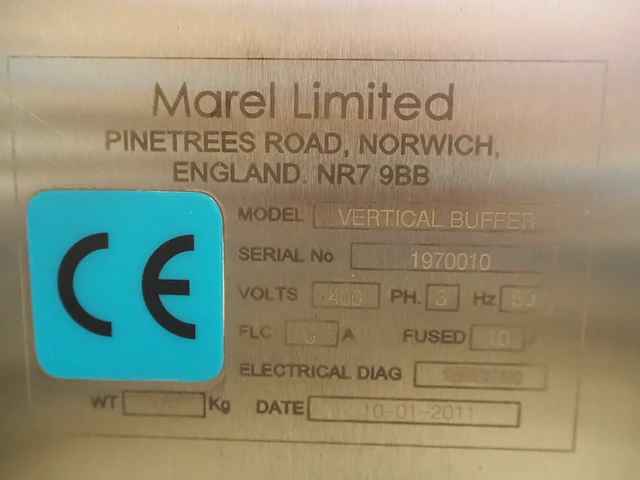 Marel Limited
PINETREES ROAD, NORWICH,
ENGLAND. NR7 9BB
CE
MODEL VERTICAL BUFFER
SERIAL No 1970010
VOLTS 400 PH. 3 Hz 50
FLC A FUSED 10 A
ELECTRICAL DIAG
WT Kg DATE 10-01-2011